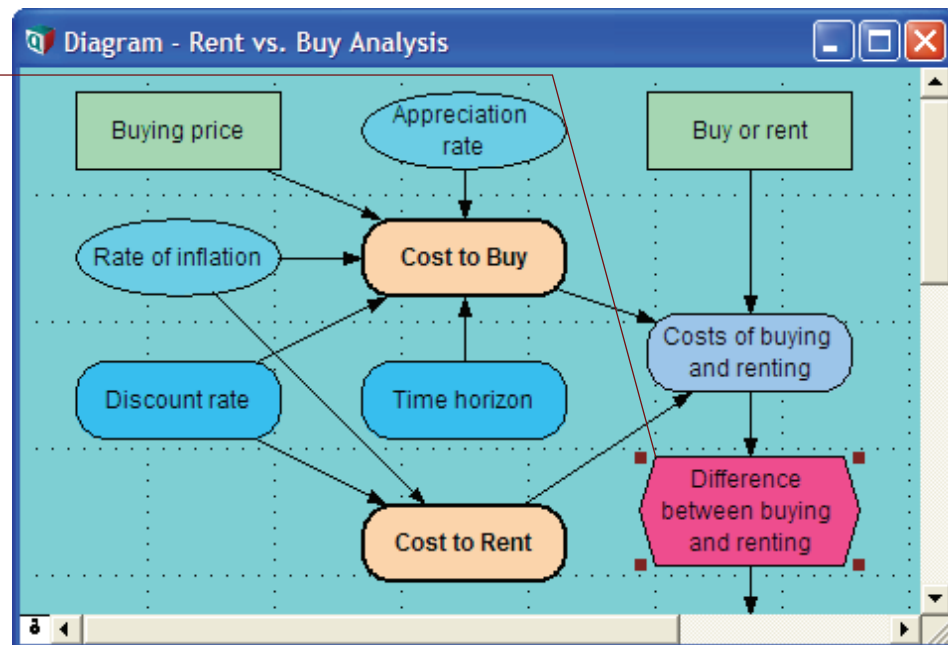 Diagram - Rent vs. Buy Analysis
Buying price
Appreciation
rate
Buy or rent
Rate of inflation
Cost to Buy
Costs of buying
and renting
Discount rate
Time horizon
Difference
between buying
and renting
Cost to Rent